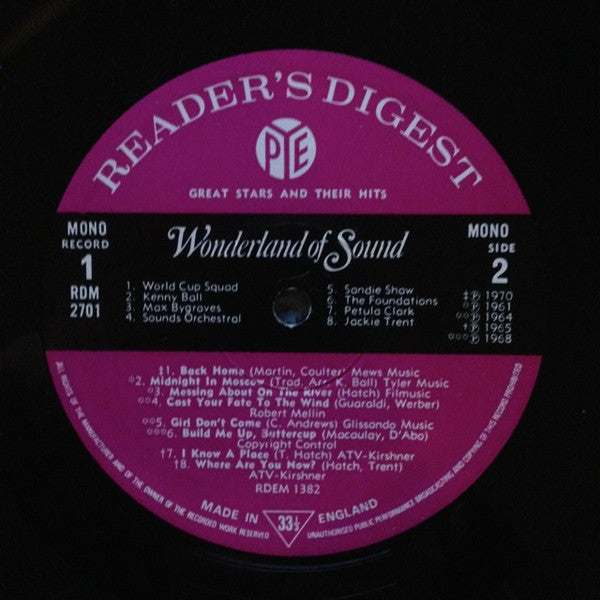 READER'S DIGEST
PYE
GREAT STARS AND THEIR HITS
MONO
RECORD
1
RDM
2701
Wonderland of Sound
MONO
SIDE
2
1. World Cup Squad
2. Kenny Ball
3. Max Bygraves
4. Sounds Orchestral
5. Sandie Shaw
6. The Foundations
7. Petula Clark
8. Jackie Trent
‡Ⓟ 1970
°Ⓟ 1961
°°Ⓟ 1964
†Ⓟ 1965
°°°Ⓟ 1968
‡1. Back Home (Martin, Coulter) Mews Music
°2. Midnight In Moscow (Trad. Arr. K. Ball) Tyler Music
°3. Messing About On The River (Hatch) Filmusic
°°4. Cast Your Fate To The Wind (Guaraldi, Werber)
Robert Mellin
°°5. Girl Don't Come (C. Andrews) Glissando Music
°°°6. Build Me Up, Buttercup (Macaulay, D'Abo)
Copyright Control
†7. I Know A Place (T. Hatch) ATV-Kirshner
†8. Where Are You Now? (Hatch, Trent)
ATV-Kirshner
RDEM 1382
MADE IN ENGLAND
33⅓
ALL RIGHTS OF THE MANUFACTURER AND OF THE OWNER OF THE RECORDED WORK RESERVED
UNAUTHORISED PUBLIC PERFORMANCE BROADCASTING AND COPYING OF THIS RECORD PROHIBITED